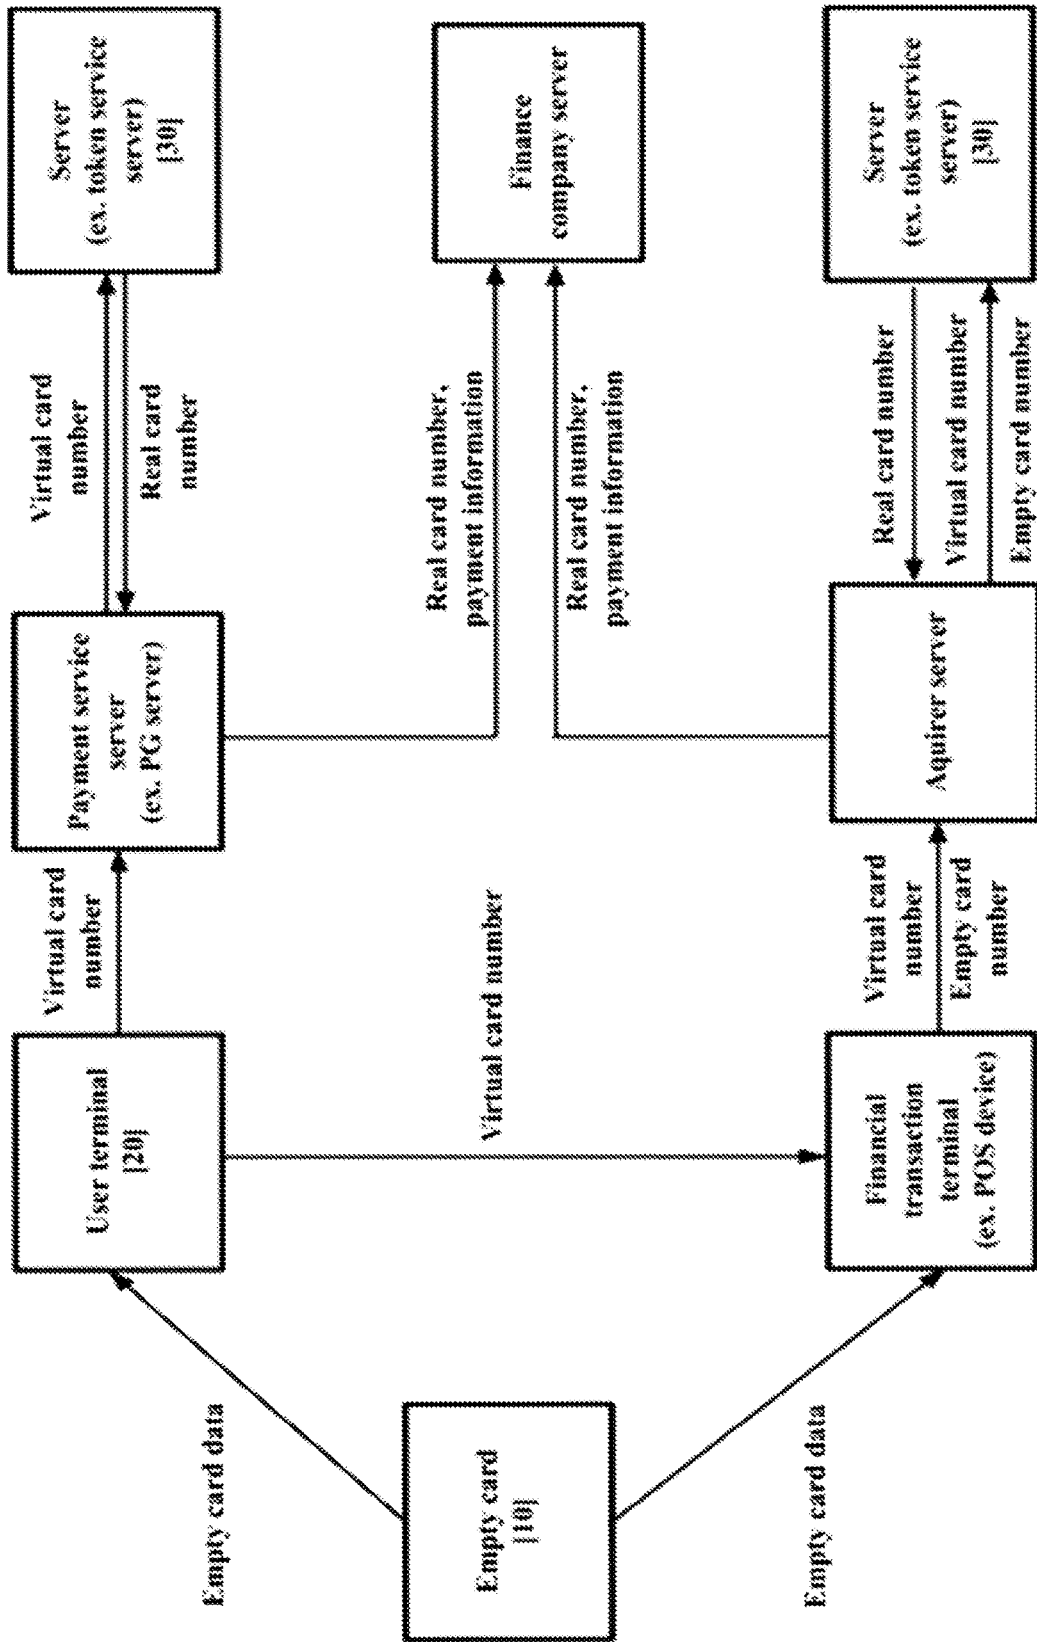 Empty card
[10]
Empty card data
Empty card data
User terminal
[20]
Virtual card number
Financial
transaction
terminal
(ex. POS device)
Virtual card
number
Payment service
server
(ex. PG server)
Virtual card
number
Empty card
number
Aquirer server
Virtual card
number
Real card
number
Server
(ex. token service
server)
[30]
Real card number,
payment information
Real card number,
payment information
Finance
company server
Real card number
Virtual card number
Empty card number
Server
(ex. token service
server)
[30]